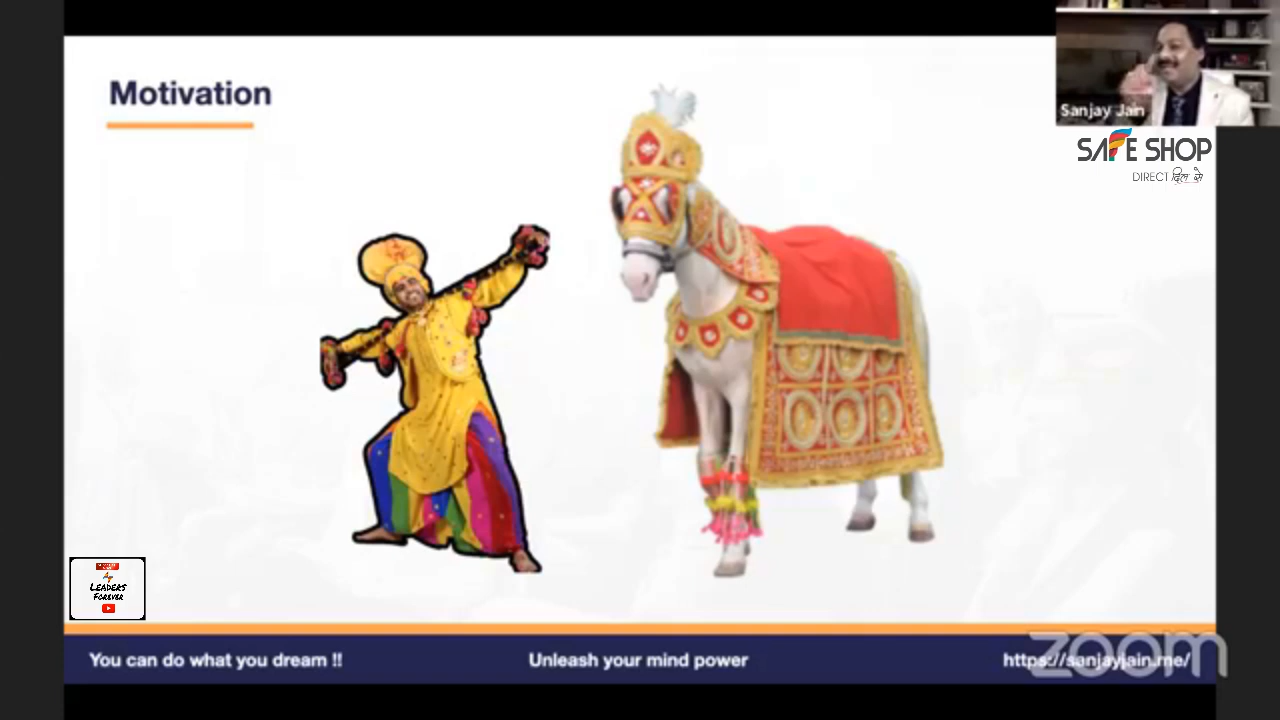 Motivation
Sanjay Jain
SAFE SHOP
DIRECT दिल से
LEADERS
FOREVER
You can do what you dream !!
Unleash your mind power
https://sanjayjain.me/
zoom